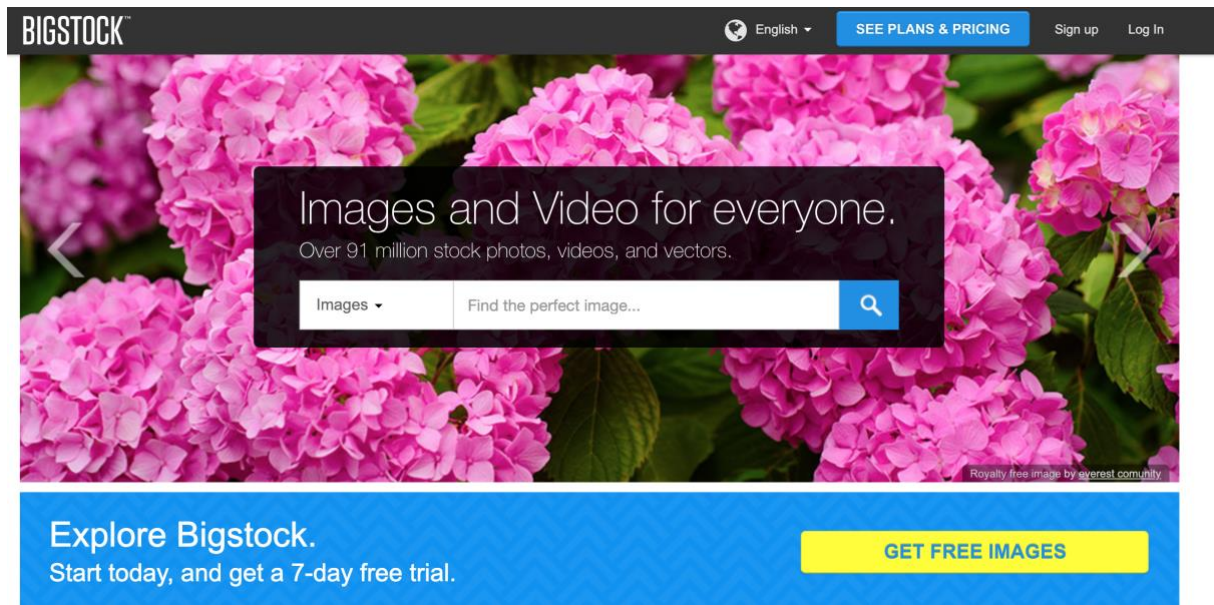 BIGSTOCK™
English
SEE PLANS & PRICING
Sign up
Log In
Images and Video for everyone.
Over 91 million stock photos, videos, and vectors.
Images
Find the perfect image...
Royalty free image by everest comunity
Explore Bigstock.
Start today, and get a 7-day free trial.
GET FREE IMAGES